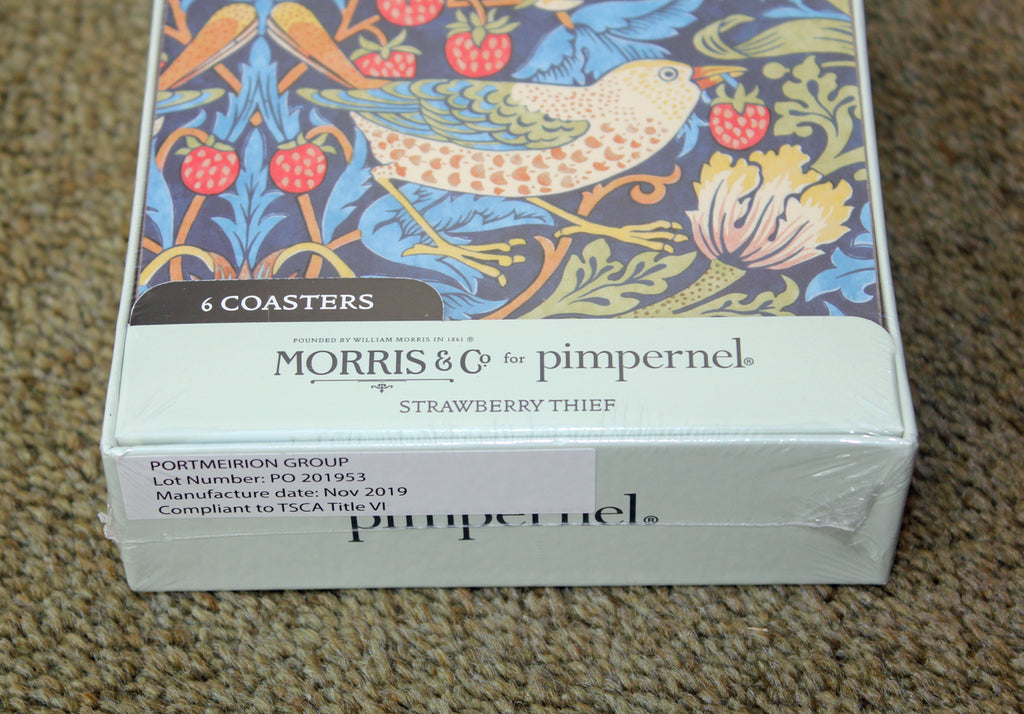 6 COASTERS
FOUNDED BY WILLIAM MORRIS IN 1861 ®
MORRIS & Co for pimpernel®
STRAWBERRY THIEF
PORTMEIRION GROUP
Lot Number: PO 201953
Manufacture date: Nov 2019
Compliant to TSCA Title VI
pimpernel®